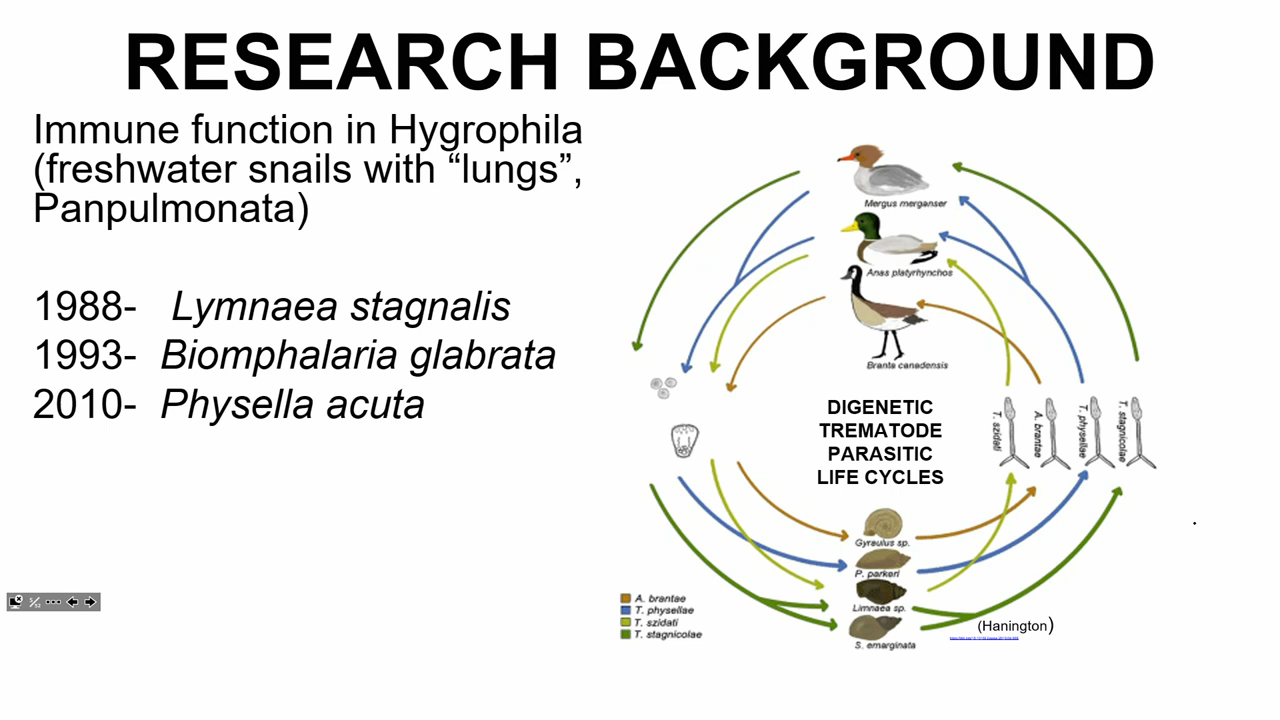 RESEARCH BACKGROUND
Immune function in Hygrophila
(freshwater snails with “lungs”,
Panpulmonata)
1988- Lymnaea stagnalis
1993- Biomphalaria glabrata
2010- Physella acuta
Mergus merganser
Anas platyrhynchos
Branta canadensis
DIGENETIC
TREMATODE
PARASITIC
LIFE CYCLES
T. szidati
A. brantae
T. physellae
T. stagnicolae
Gyraulus sp.
P. parkeri
Limnaea sp.
S. emarginata
A. brantae
T. physellae
T. szidati
T. stagnicolae
(Hanington)